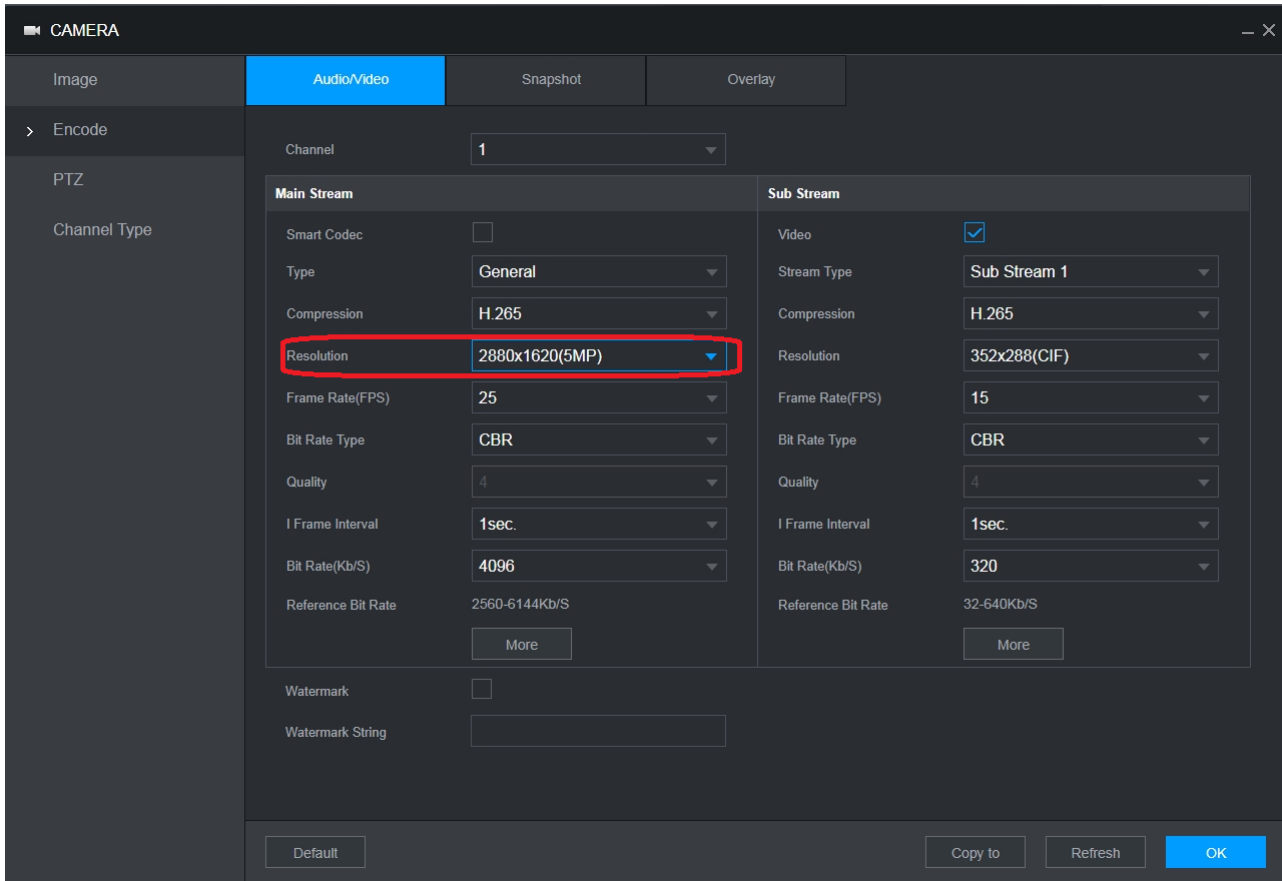 CAMERA
Image
Encode
PTZ
Channel Type
Audio/Video Snapshot Overlay
Channel 1
Main Stream
Smart Codec
Type General
Compression H.265
Resolution 2880x1620(5MP)
Frame Rate(FPS) 25
Bit Rate Type CBR
Quality 4
I Frame Interval 1sec.
Bit Rate(Kb/S) 4096
Reference Bit Rate 2560-6144Kb/S
More
Sub Stream
Video
Stream Type Sub Stream 1
Compression H.265
Resolution 352x288(CIF)
Frame Rate(FPS) 15
Bit Rate Type CBR
Quality 4
I Frame Interval 1sec.
Bit Rate(Kb/S) 320
Reference Bit Rate 32-640Kb/S
More
Watermark
Watermark String
Default Copy to Refresh OK